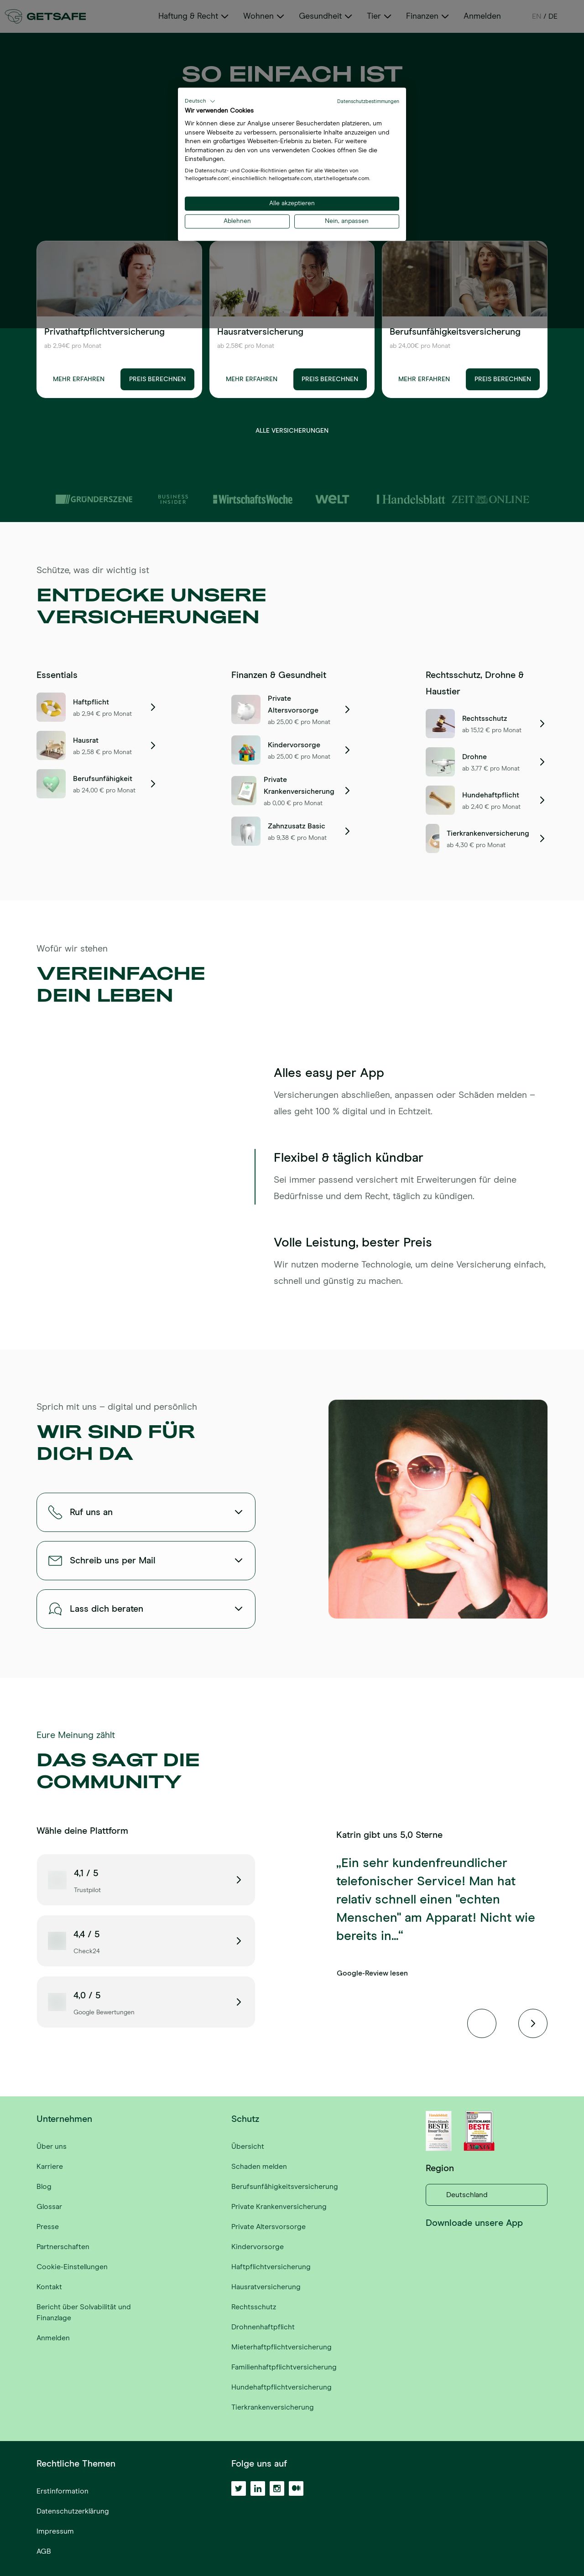 GETSAFE
Haftung & Recht
Wohnen
Gesundheit
Tier
Finanzen
Anmelden
EN / DE
SO EINFACH IST
Deutsch
Datenschutzbestimmungen
Wir verwenden Cookies
Wir können diese zur Analyse unserer Besucherdaten platzieren, um
unsere Webseite zu verbessern, personalisierte Inhalte anzuzeigen und
Ihnen ein großartiges Webseiten-Erlebnis zu bieten. Für weitere
Informationen zu den von uns verwendeten Cookies öffnen Sie die
Einstellungen.
Die Datenschutz- und Cookie-Richtlinien gelten für alle Webseiten von
'hellogetsafe.com', einschließlich: hellogetsafe.com, start.hellogetsafe.com.
Alle akzeptieren
Ablehnen
Nein, anpassen
Privathaftpflichtversicherung
ab 2,94€ pro Monat
MEHR ERFAHREN
PREIS BERECHNEN
Hausratversicherung
ab 2,58€ pro Monat
MEHR ERFAHREN
PREIS BERECHNEN
Berufsunfähigkeitsversicherung
ab 24,00€ pro Monat
MEHR ERFAHREN
PREIS BERECHNEN
ALLE VERSICHERUNGEN
GRÜNDERSZENE
BUSINESS
INSIDER
WirtschaftsWoche
WELT
Handelsblatt
ZEIT ONLINE
Schütze, was dir wichtig ist
ENTDECKE UNSERE
VERSICHERUNGEN
Essentials
Haftpflicht
ab 2,94 € pro Monat
Hausrat
ab 2,58 € pro Monat
Berufsunfähigkeit
ab 24,00 € pro Monat
Finanzen & Gesundheit
Private
Altersvorsorge
ab 25,00 € pro Monat
Kindervorsorge
ab 25,00 € pro Monat
Private
Krankenversicherung
ab 0,00 € pro Monat
Zahnzusatz Basic
ab 9,38 € pro Monat
Rechtsschutz, Drohne &
Haustier
Rechtsschutz
ab 15,12 € pro Monat
Drohne
ab 3,77 € pro Monat
Hundehaftpflicht
ab 2,40 € pro Monat
Tierkrankenversicherung
ab 4,30 € pro Monat
Wofür wir stehen
VEREINFACHE
DEIN LEBEN
Alles easy per App
Versicherungen abschließen, anpassen oder Schäden melden –
alles geht 100 % digital und in Echtzeit.
Flexibel & täglich kündbar
Sei immer passend versichert mit Erweiterungen für deine
Bedürfnisse und dem Recht, täglich zu kündigen.
Volle Leistung, bester Preis
Wir nutzen moderne Technologie, um deine Versicherung einfach,
schnell und günstig zu machen.
Sprich mit uns – digital und persönlich
WIR SIND FÜR
DICH DA
Ruf uns an
Schreib uns per Mail
Lass dich beraten
Eure Meinung zählt
DAS SAGT DIE
COMMUNITY
Wähle deine Plattform
4,1 / 5
Trustpilot
4,4 / 5
Check24
4,0 / 5
Google Bewertungen
Katrin gibt uns 5,0 Sterne
„Ein sehr kundenfreundlicher
telefonischer Service! Man hat
relativ schnell einen "echten
Menschen" am Apparat! Nicht wie
bereits in...“
Google-Review lesen
Unternehmen
Über uns
Karriere
Blog
Glossar
Presse
Partnerschaften
Cookie-Einstellungen
Kontakt
Bericht über Solvabilität und
Finanzlage
Anmelden
Schutz
Übersicht
Schaden melden
Berufsunfähigkeitsversicherung
Private Krankenversicherung
Private Altersvorsorge
Kindervorsorge
Haftpflichtversicherung
Hausratversicherung
Rechtsschutz
Drohnenhaftpflicht
Mieterhaftpflichtversicherung
Familienhaftpflichtversicherung
Hundehaftpflichtversicherung
Tierkrankenversicherung
BESTE
BESTE
Region
Deutschland
Downloade unsere App
Rechtliche Themen
Erstinformation
Datenschutzerklärung
Impressum
AGB
Folge uns auf